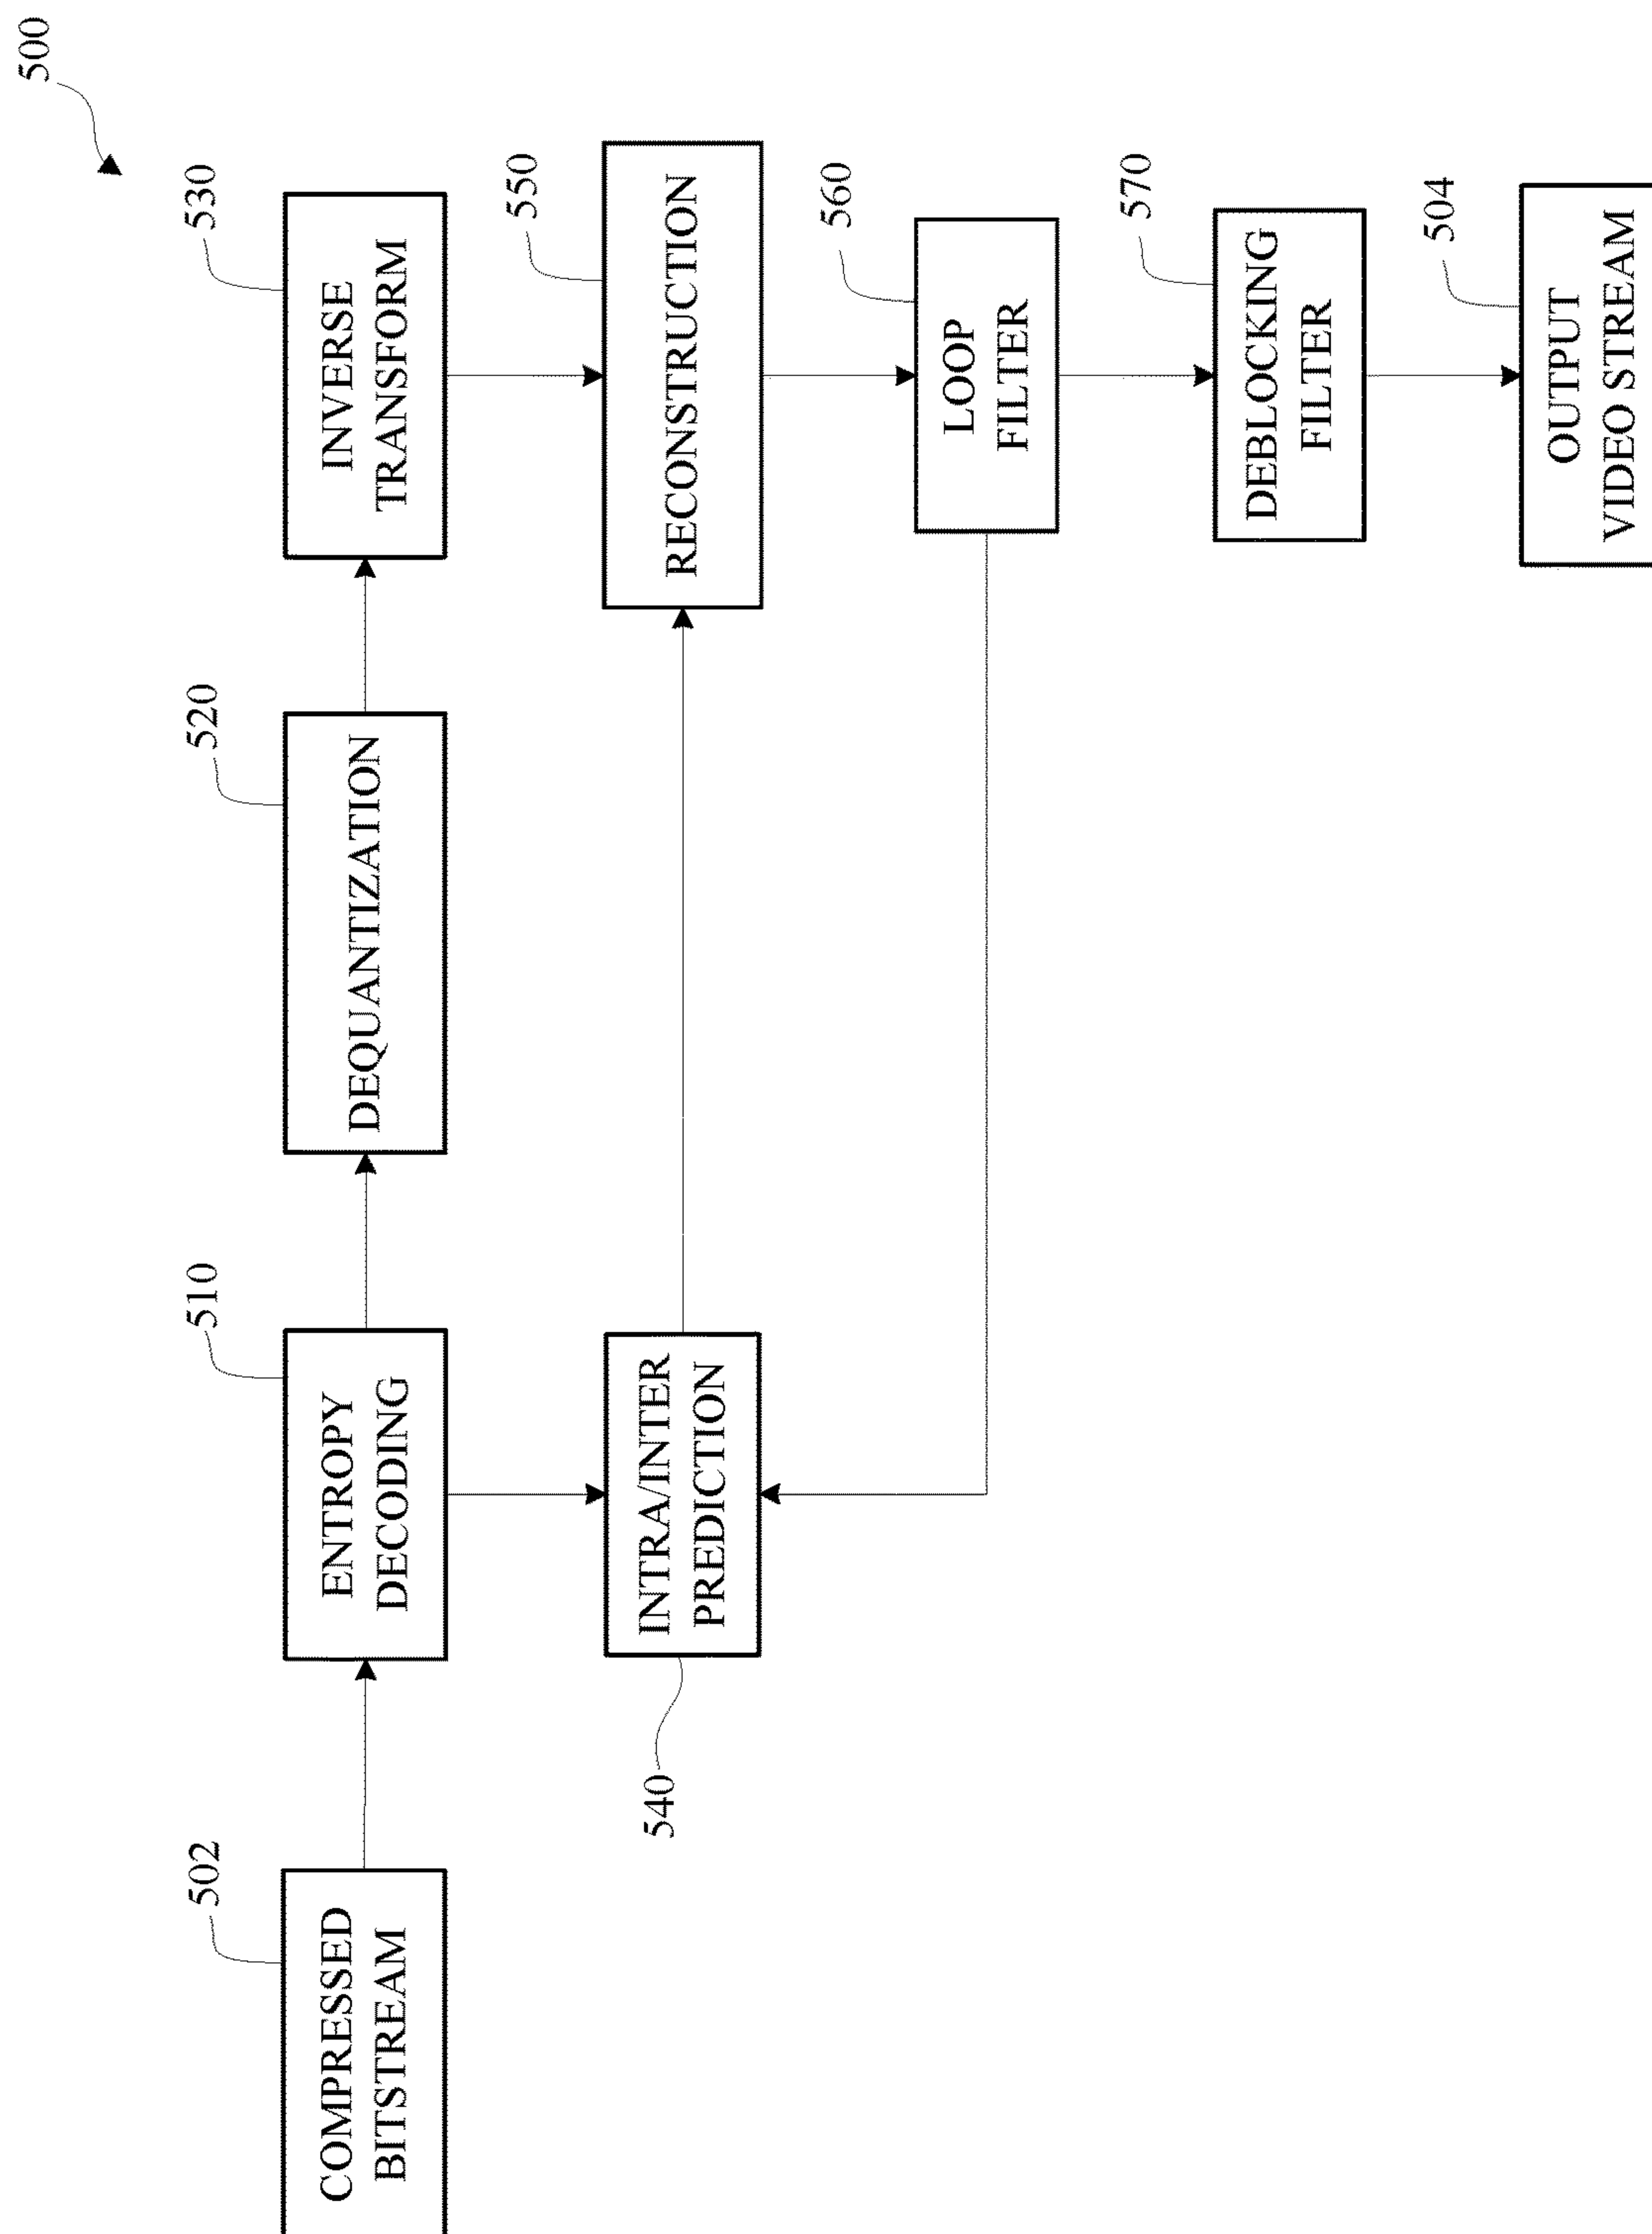 500
502
COMPRESSED
BITSTREAM
510
ENTROPY
DECODING
520
DEQUANTIZATION
530
INVERSE
TRANSFORM
540
INTRA/INTER
PREDICTION
550
RECONSTRUCTION
560
LOOP
FILTER
570
DEBLOCKING
FILTER
504
OUTPUT
VIDEO STREAM